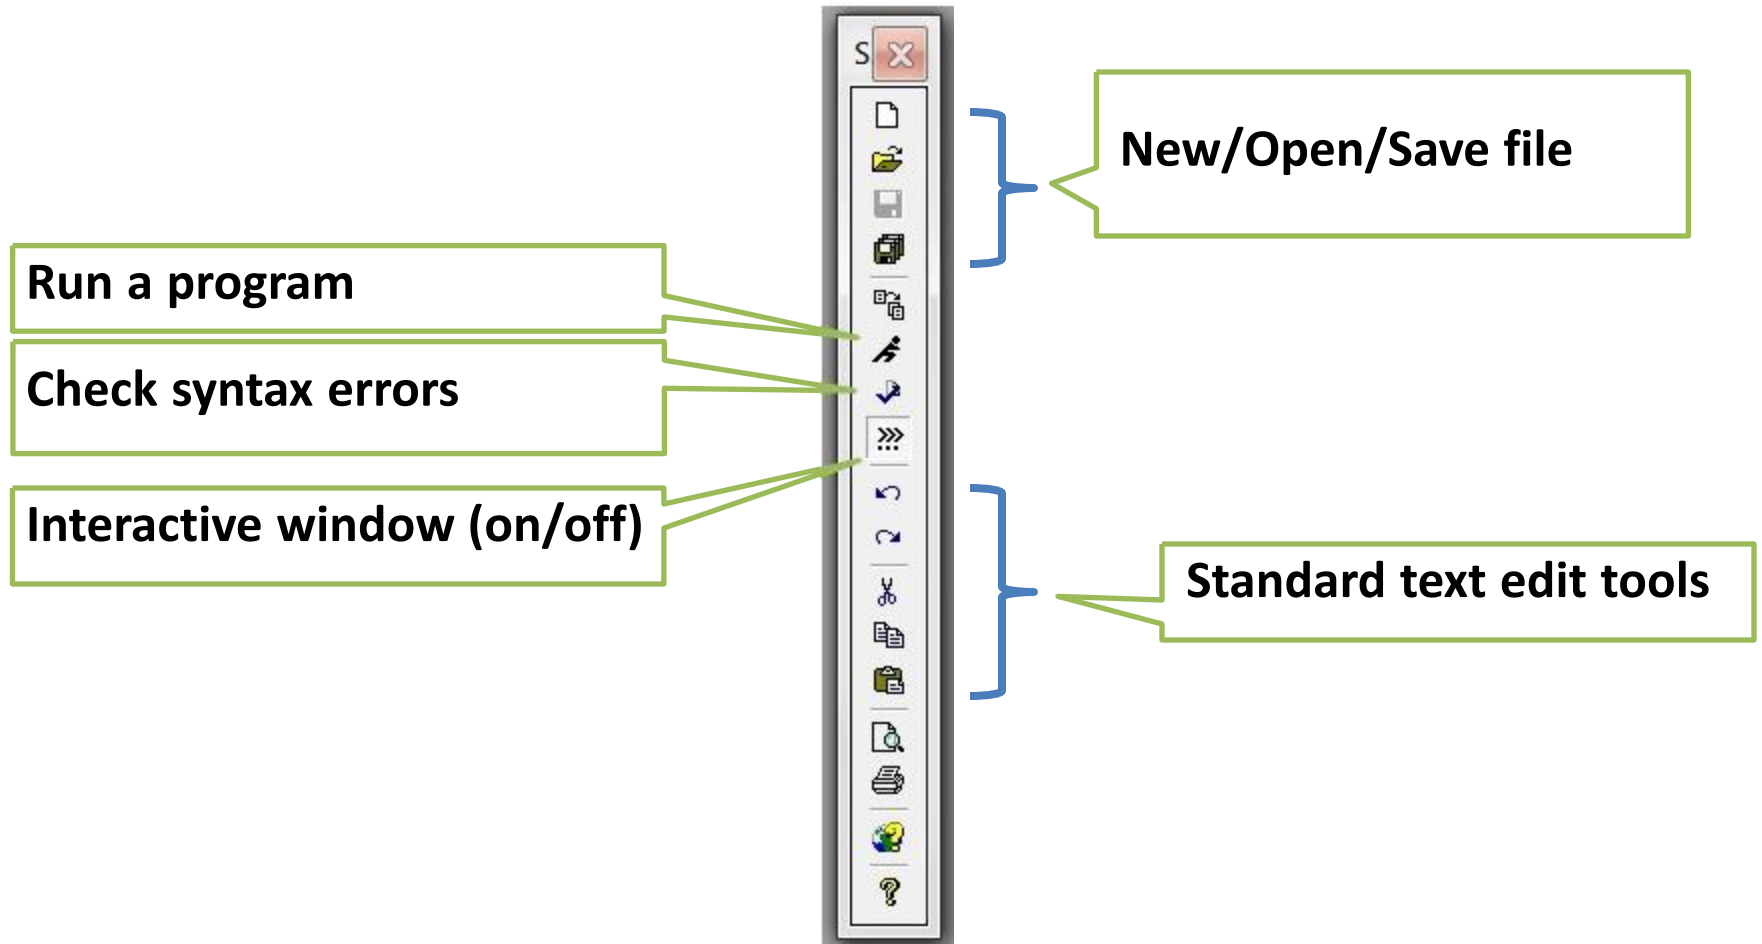 S
New/Open/Save file
Run a program
Check syntax errors
Interactive window (on/off)
Standard text edit tools